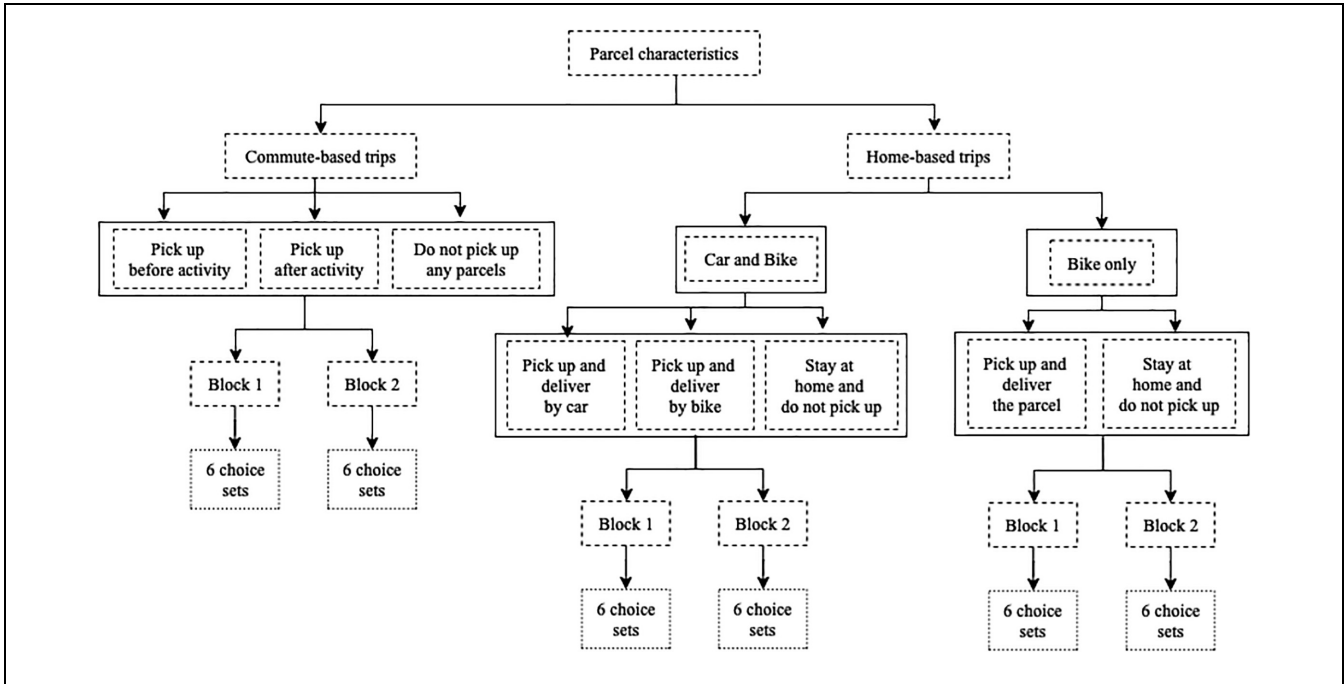 Parcel characteristics
Commute-based trips
Home-based trips
Pick up
before activity
Pick up
after activity
Do not pick up
any parcels
Car and Bike
Bike only
Block 1
Block 2
6 choice
sets
6 choice
sets
Pick up and
deliver
by car
Pick up and
deliver
by bike
Stay at
home and
do not pick up
Pick up and
deliver
the parcel
Stay at
home and
do not pick up
Block 1
Block 2
6 choice
sets
6 choice
sets
Block 1
Block 2
6 choice
sets
6 choice
sets